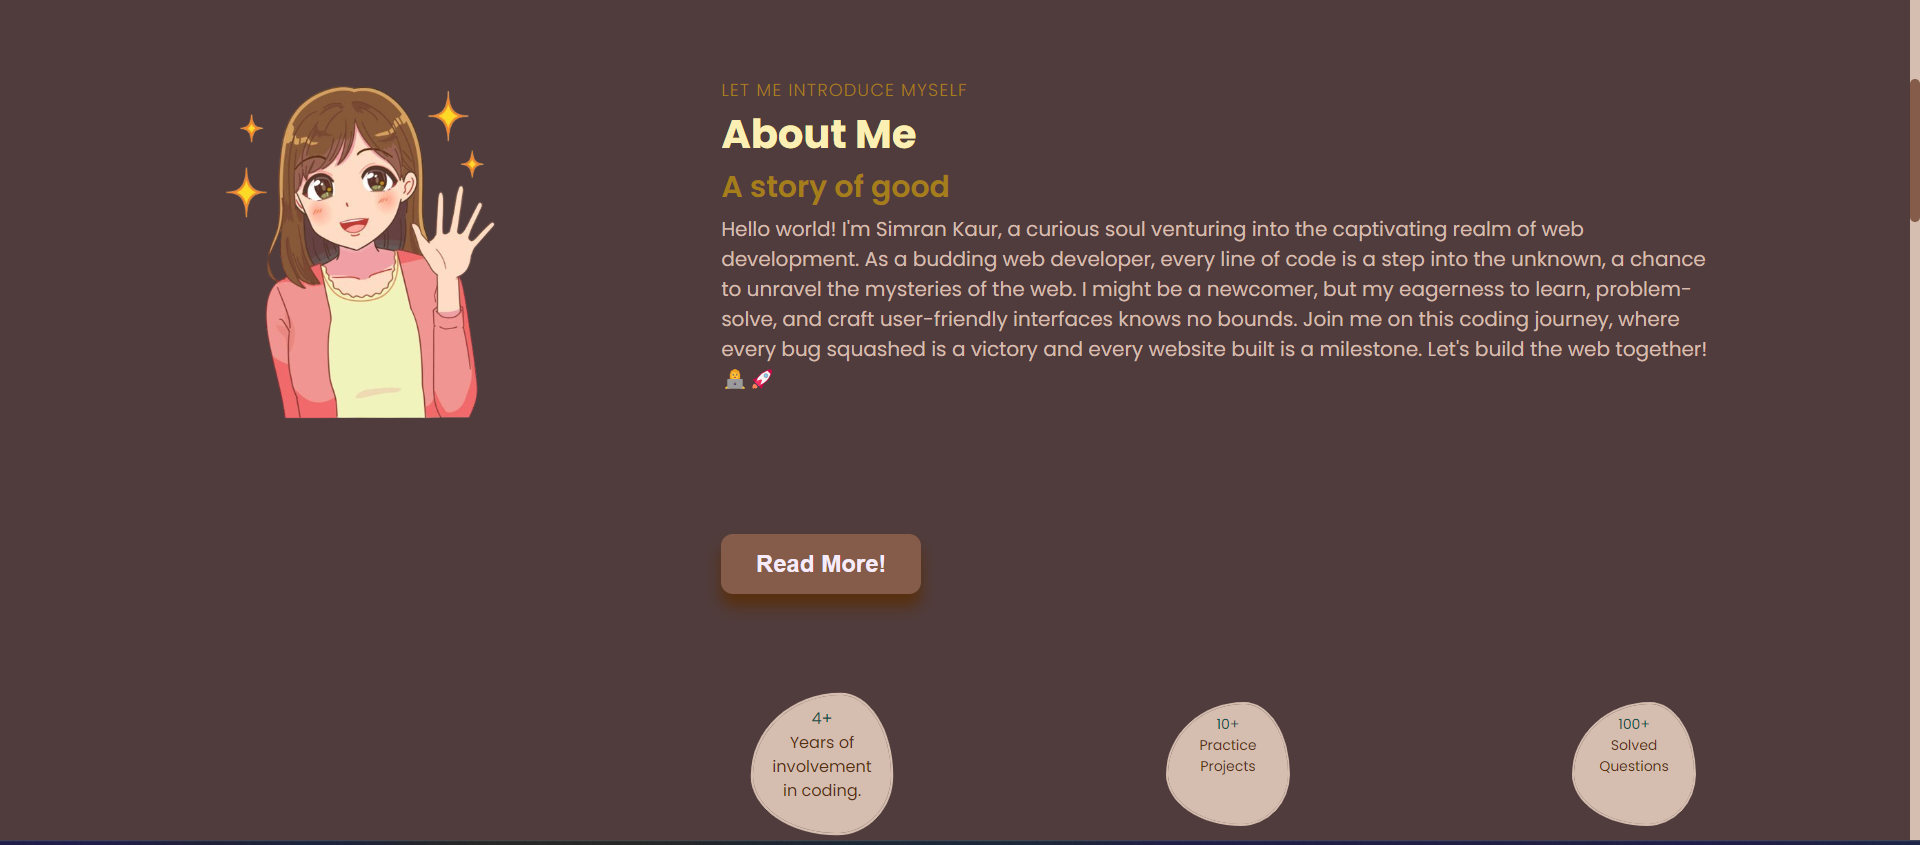 LET ME INTRODUCE MYSELF
About Me
A story of good
Hello world! I'm Simran Kaur, a curious soul venturing into the captivating realm of web
development. As a budding web developer, every line of code is a step into the unknown, a chance
to unravel the mysteries of the web. I might be a newcomer, but my eagerness to learn, problem-
solve, and craft user-friendly interfaces knows no bounds. Join me on this coding journey, where
every bug squashed is a victory and every website built is a milestone. Let's build the web together!
👩‍💻 🚀
Read More!
4+
Years of
involvement
in coding.
10+
Practice
Projects
100+
Solved
Questions